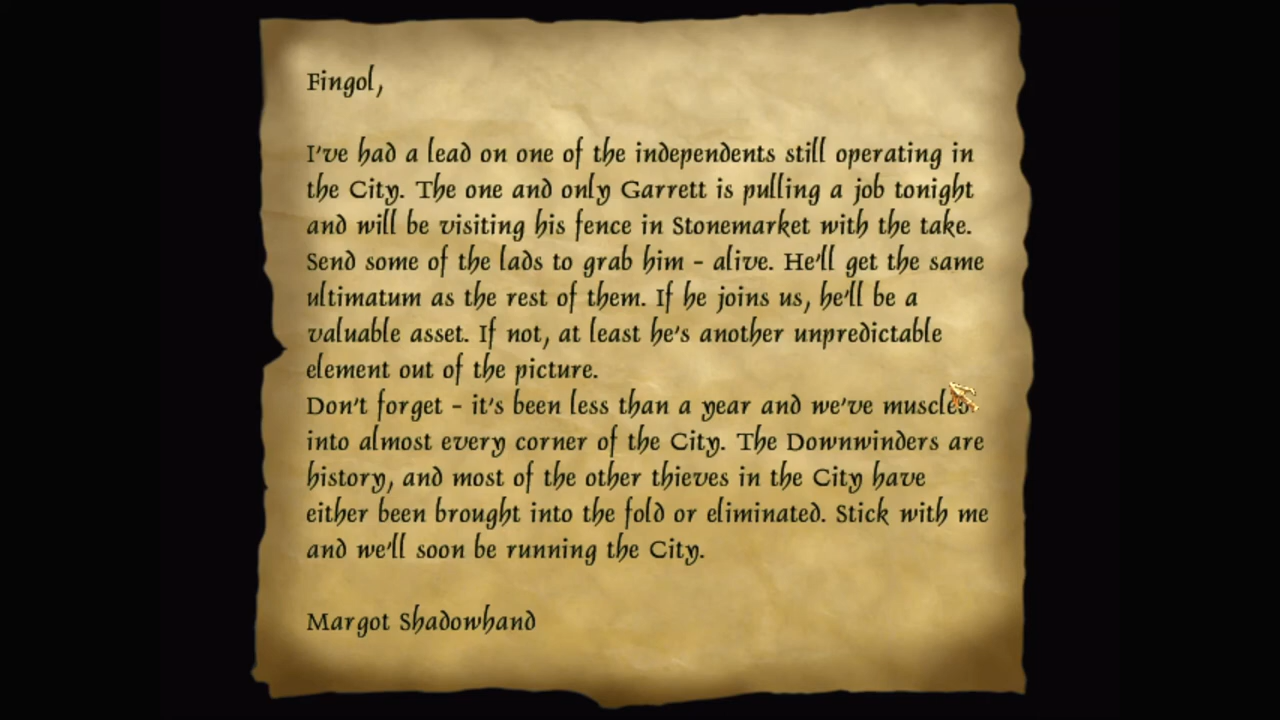 Fingol,
I've had a lead on one of the independents still operating in
the City. The one and only Garrett is pulling a job tonight
and will be visiting his fence in Stonemarket with the take.
Send some of the lads to grab him - alive. He'll get the same
ultimatum as the rest of them. If he joins us, he'll be a
valuable asset. If not, at least he's another unpredictable
element out of the picture.
Don't forget - it's been less than a year and we've muscled
into almost every corner of the City. The Downwinders are
history, and most of the other thieves in the City have
either been brought into the fold or eliminated. Stick with me
and we'll soon be running the City.
Margot Shadowhand